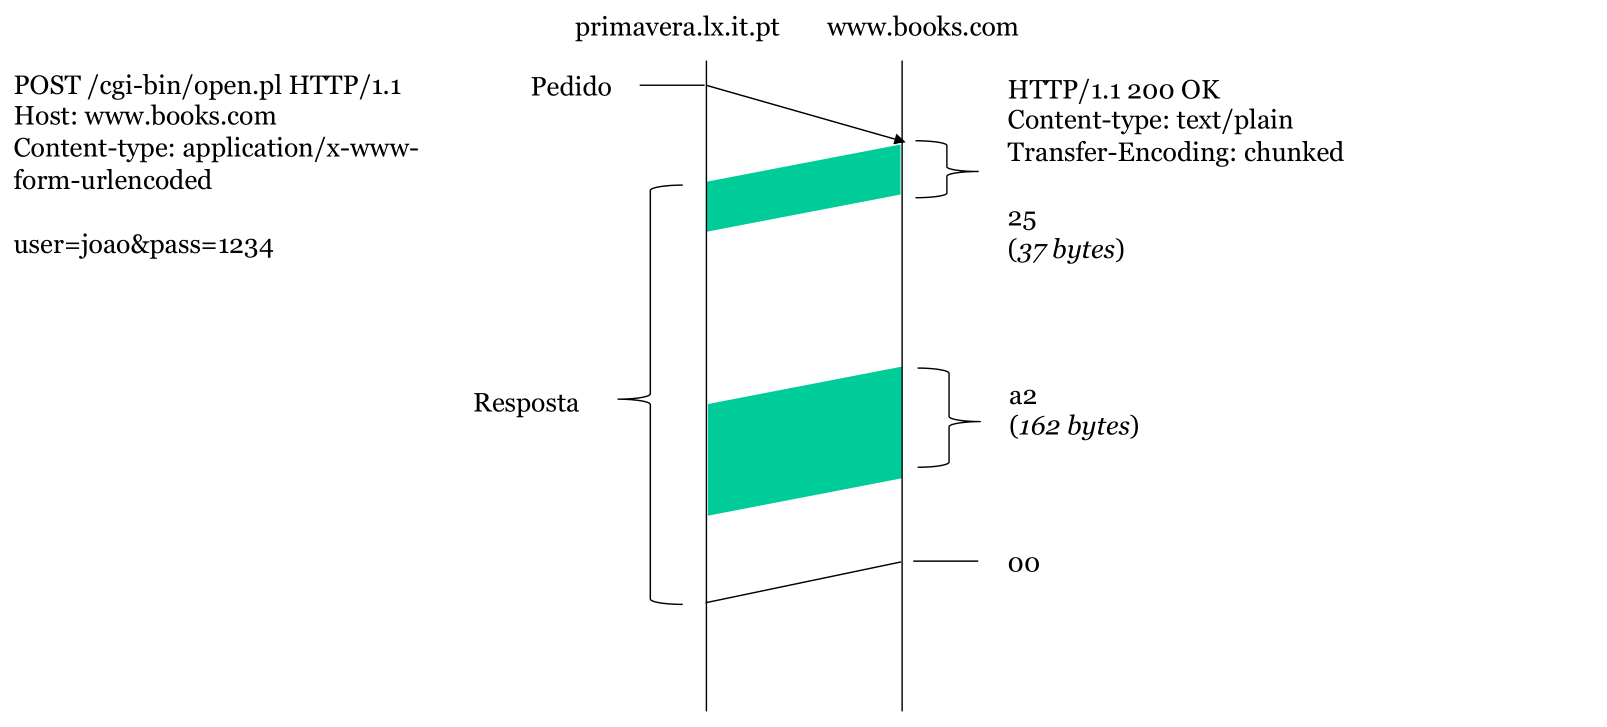 primavera.lx.it.pt
www.books.com
POST /cgi-bin/open.pl HTTP/1.1
Host: www.books.com
Content-type: application/x-www-
form-urlencoded
user=joao&pass=1234
Pedido
HTTP/1.1 200 OK
Content-type: text/plain
Transfer-Encoding: chunked
25
(37 bytes)
Resposta
a2
(162 bytes)
00